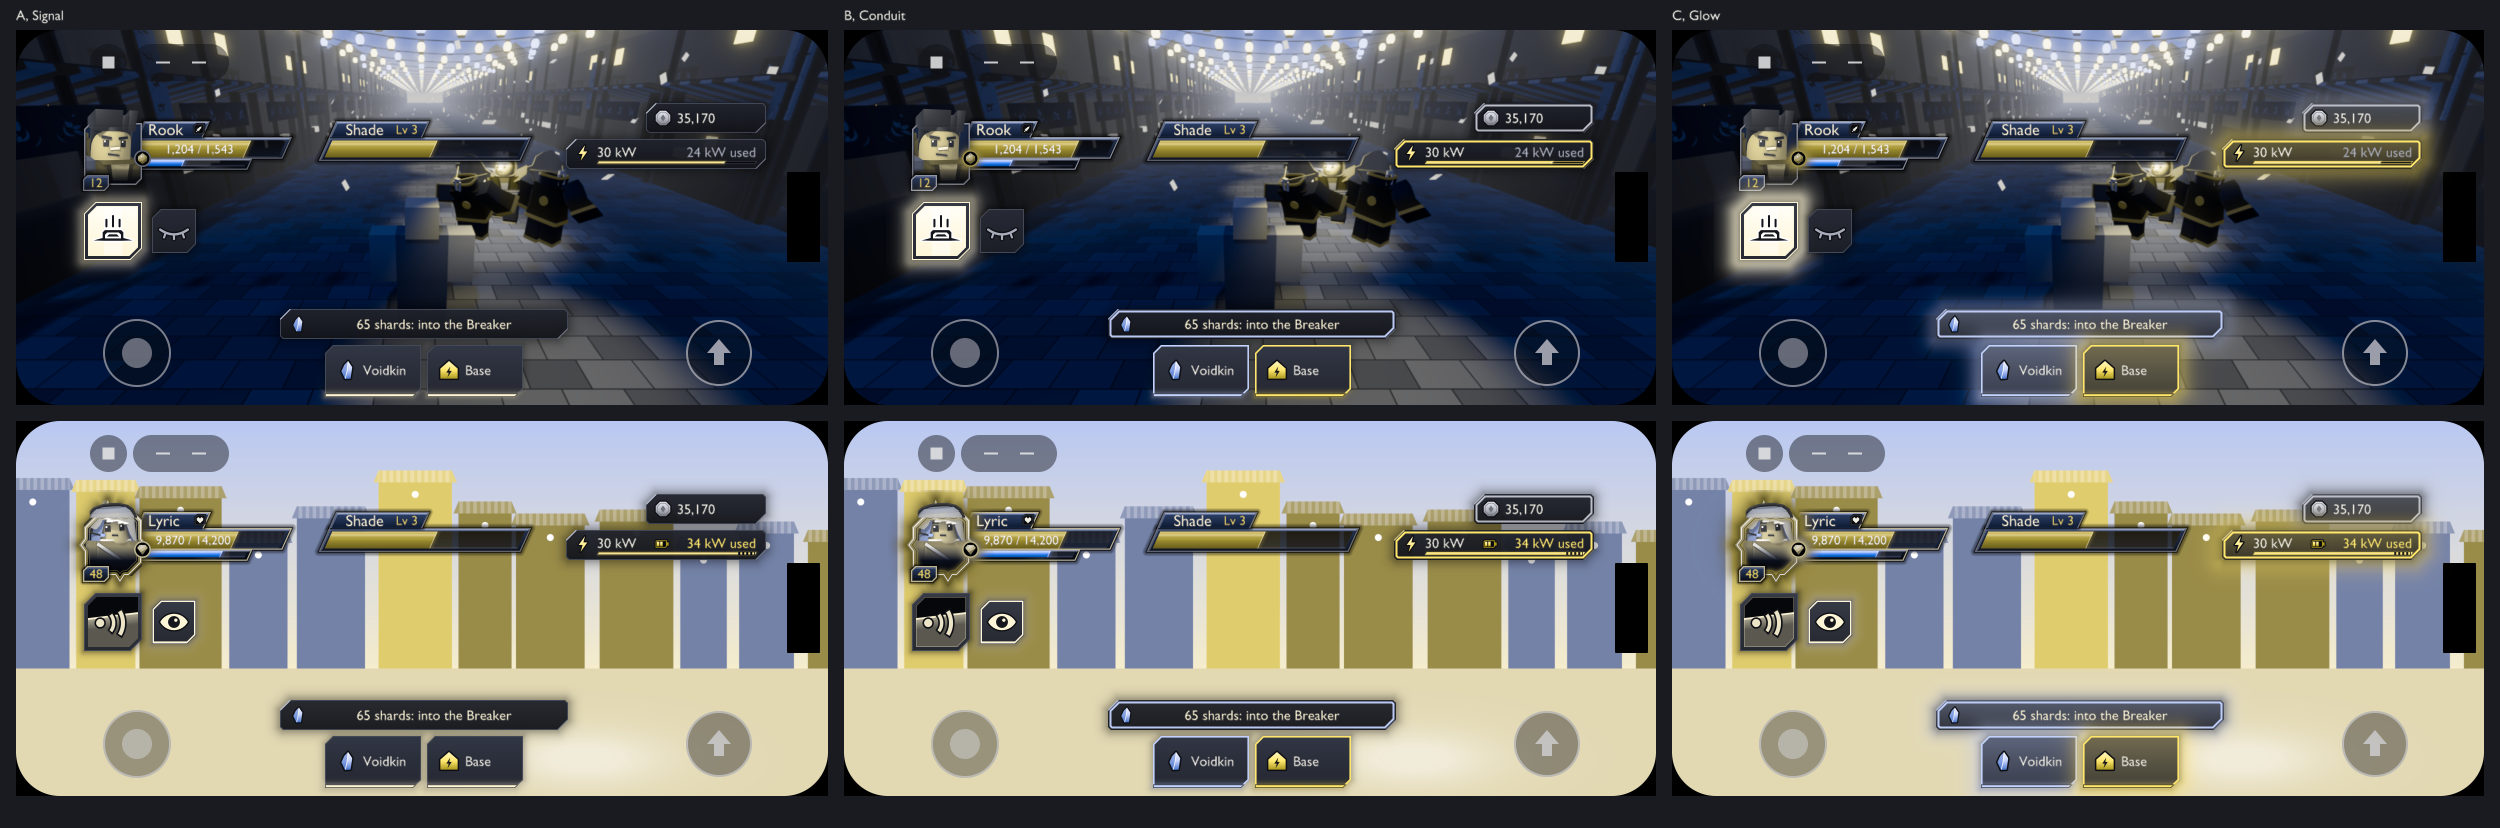 A, Signal
35,170
Rook
Shade Lv 3
1,204 / 1,543
30 kW 24 kW used
12
65 shards: into the Breaker
Voidkin
Base
35,170
Lyric
Shade Lv 3
9,870 / 14,200
30 kW 34 kW used
48
65 shards: into the Breaker
Voidkin
Base
B, Conduit
35,170
Rook
Shade Lv 3
1,204 / 1,543
30 kW 24 kW used
12
65 shards: into the Breaker
Voidkin
Base
35,170
Lyric
Shade Lv 3
9,870 / 14,200
30 kW 34 kW used
48
65 shards: into the Breaker
Voidkin
Base
C, Glow
35,170
Rook
Shade Lv 3
1,204 / 1,543
30 kW 24 kW used
12
65 shards: into the Breaker
Voidkin
Base
35,170
Lyric
Shade Lv 3
9,870 / 14,200
30 kW 34 kW used
48
65 shards: into the Breaker
Voidkin
Base